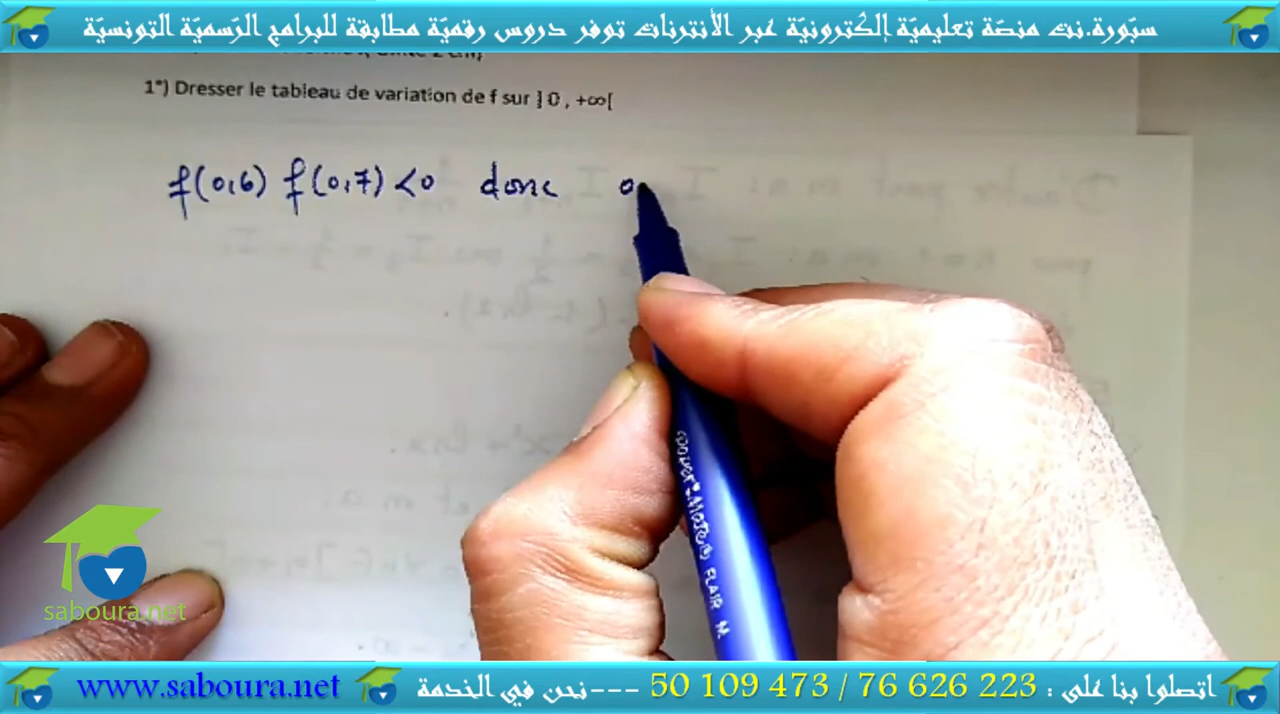 سبّورة.نت منصّة تعليميّة إلكترونيّة عبر الأنترنات توفر دروس رقميّة مطابقة للبرامج الرّسميّة التونسيّة
1°) Dresser le tableau de variation de f sur ] 0 , +∞[
f(0,6) f(0,7) < 0 donc 0
saboura.net
www.saboura.net اتصلوا بنا على : 50 109 473 / 76 626 223 ---نحن في الخدمة